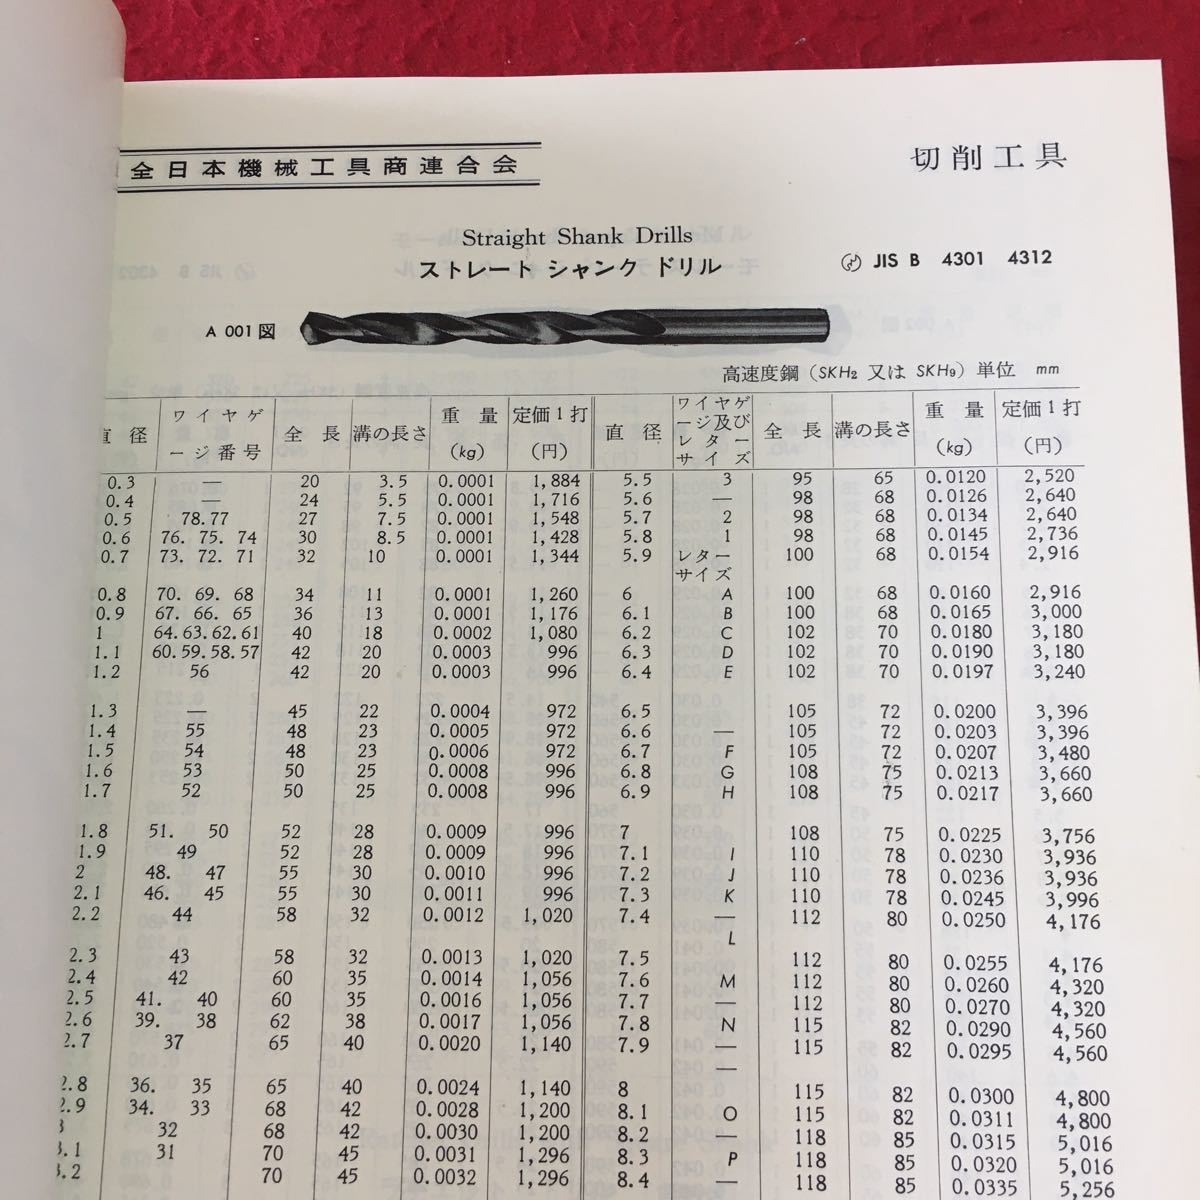 全日本機械工具商連合会
切削工具
Straight Shank Drills
ストレート シャンク ドリル
JIS B 4301 4312
A 001図
高速度鋼（SKH2 又は SKH9）単位 mm
直径 ワイヤゲージ番号 全長 溝の長さ 重量(kg) 定価1打(円) 直径 ワイヤゲージ及びレターサイズ 全長 溝の長さ 重量(kg) 定価1打(円)
0.3 — 20 3.5 0.0001 1,884 5.5 3 95 65 0.0120 2,520
0.4 — 24 5.5 0.0001 1,716 5.6 — 98 68 0.0126 2,640
0.5 78.77 27 7.5 0.0001 1,548 5.7 2 98 68 0.0134 2,640
0.6 76. 75. 74 30 8.5 0.0001 1,428 5.8 1 98 68 0.0145 2,736
0.7 73. 72. 71 32 10 0.0001 1,344 5.9 レターサイズ 100 68 0.0154 2,916
0.8 70. 69. 68 34 11 0.0001 1,260 6 A 100 68 0.0160 2,916
0.9 67. 66. 65 36 13 0.0001 1,176 6.1 B 100 68 0.0165 3,000
1 64.63.62.61 40 18 0.0002 1,080 6.2 C 102 70 0.0180 3,180
1.1 60.59.58.57 42 20 0.0003 996 6.3 D 102 70 0.0190 3,180
1.2 56 42 20 0.0003 996 6.4 E 102 70 0.0197 3,240
1.3 — 45 22 0.0004 972 6.5 105 72 0.0200 3,396
1.4 55 48 23 0.0005 972 6.6 — 105 72 0.0203 3,396
1.5 54 48 23 0.0006 972 6.7 F 105 72 0.0207 3,480
1.6 53 50 25 0.0008 996 6.8 G 108 75 0.0213 3,660
1.7 52 50 25 0.0008 996 6.9 H 108 75 0.0217 3,660
1.8 51. 50 52 28 0.0009 996 7 108 75 0.0225 3,756
1.9 49 52 28 0.0009 996 7.1 I 110 78 0.0230 3,936
2 48. 47 55 30 0.0010 996 7.2 J 110 78 0.0236 3,936
2.1 46. 45 55 30 0.0011 996 7.3 K 110 78 0.0245 3,996
2.2 44 58 32 0.0012 1,020 7.4 — 112 80 0.0250 4,176
L
2.3 43 58 32 0.0013 1,020 7.5 112 80 0.0255 4,176
2.4 42 60 35 0.0014 1,056 7.6 M 112 80 0.0260 4,320
2.5 41. 40 60 35 0.0016 1,056 7.7 — 112 80 0.0270 4,320
2.6 39. 38 62 38 0.0017 1,056 7.8 N 115 82 0.0290 4,560
2.7 37 65 40 0.0020 1,140 7.9 — 115 82 0.0295 4,560
—
2.8 36. 35 65 40 0.0024 1,140 8 115 82 0.0300 4,800
2.9 34. 33 68 42 0.0028 1,200 8.1 O 115 82 0.0311 4,800
3 32 68 42 0.0030 1,200 8.2 — 118 85 0.0315 5,016
3.1 31 70 45 0.0031 1,296 8.3 P 118 85 0.0320 5,016
3.2 70 45 0.0032 1,296 8.4 — 118 85 0.0335 5,256